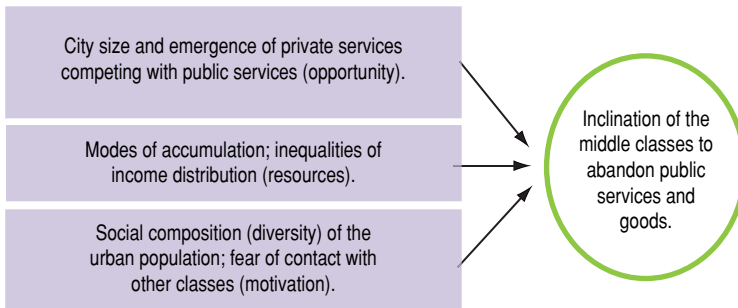 City size and emergence of private services
competing with public services (opportunity).
Modes of accumulation; inequalities of
income distribution (resources).
Social composition (diversity) of the
urban population; fear of contact with
other classes (motivation).
Inclination of the
middle classes to
abandon public
services and
goods.